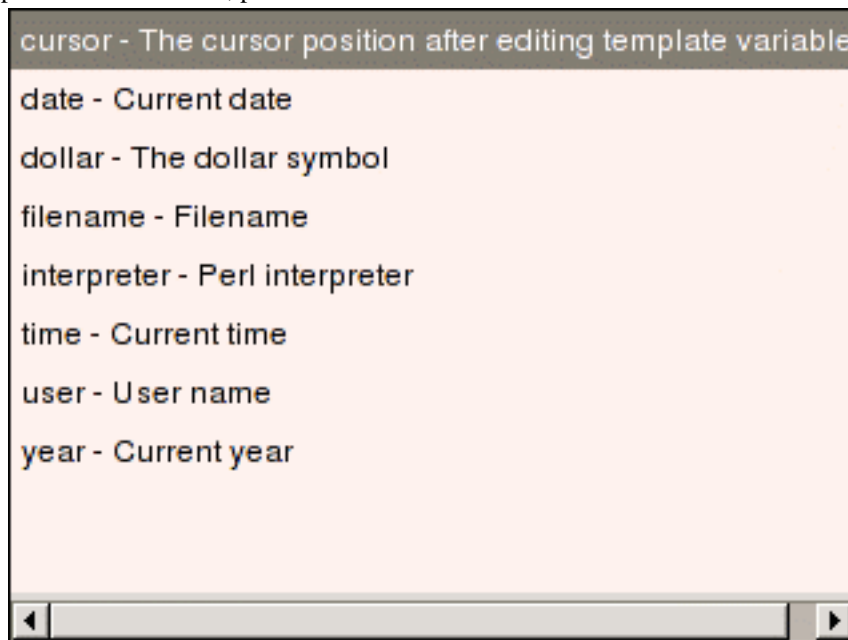 cursor - The cursor position after editing template variable
date - Current date
dollar - The dollar symbol
filename - Filename
interpreter - Perl interpreter
time - Current time
user - User name
year - Current year